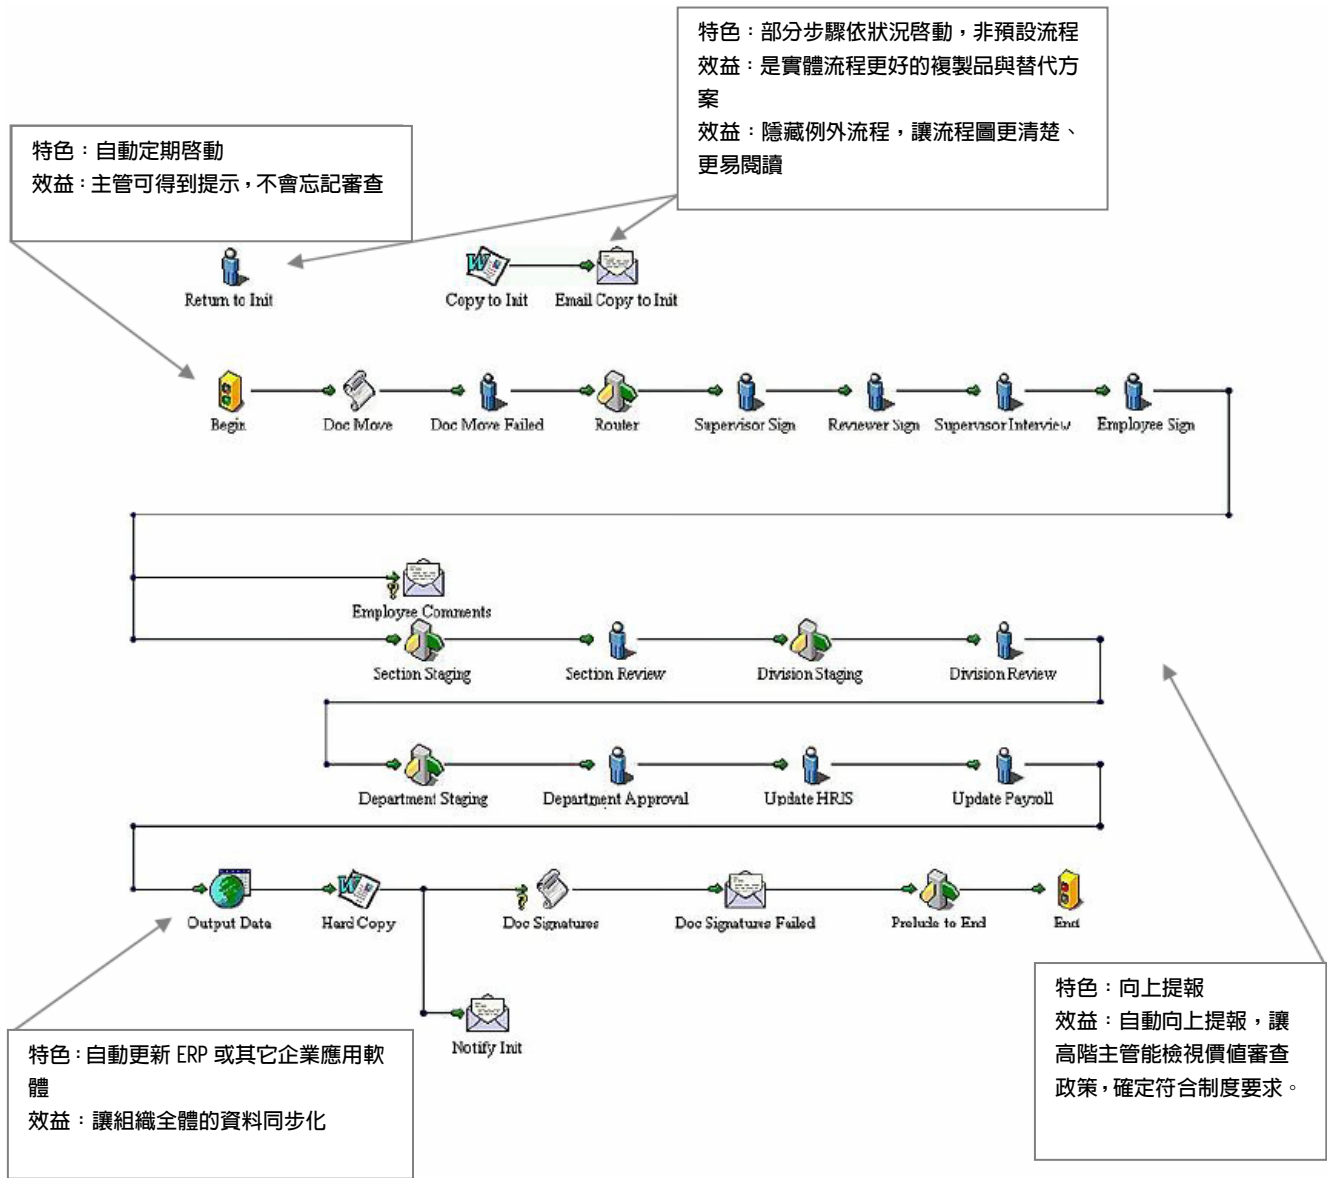 特色：部分步驟依狀況啓動，非預設流程
效益：是實體流程更好的複製品與替代方
案
效益：隱藏例外流程，讓流程圖更清楚、
更易閱讀
特色：自動定期啓動
效益：主管可得到提示，不會忘記審查
Return to Init
Copy to Init
Email Copy to Init
Begin
Doc Move
Doc Move Failed
Router
Supervisor Sign
Reviewer Sign
Supervisor Interview
Employee Sign
Employee Comments
Section Staging
Section Review
Division Staging
Division Review
Department Staging
Department Approval
Update HRIS
Update Payroll
Output Data
Hard Copy
Doc Signatures
Doc Signatures Failed
Prelude to End
End
Notify Init
特色：向上提報
效益：自動向上提報，讓
高階主管能檢視價值審查
政策，確定符合制度要求。
特色：自動更新 ERP 或其它企業應用軟
體
效益：讓組織全體的資料同步化